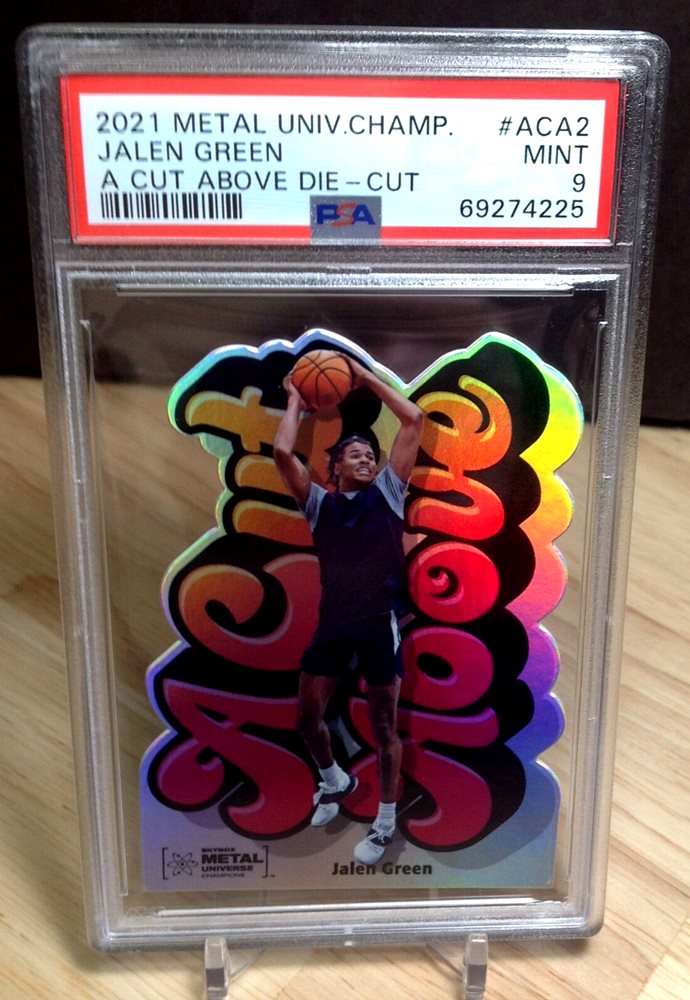 2021 METAL UNIV.CHAMP. #ACA2
JALEN GREEN MINT
A CUT ABOVE DIE-CUT 9
PSA 69274225
A Cut
Above
SKYBOX
METAL
UNIVERSE
CHAMPIONS
TM
Jalen Green